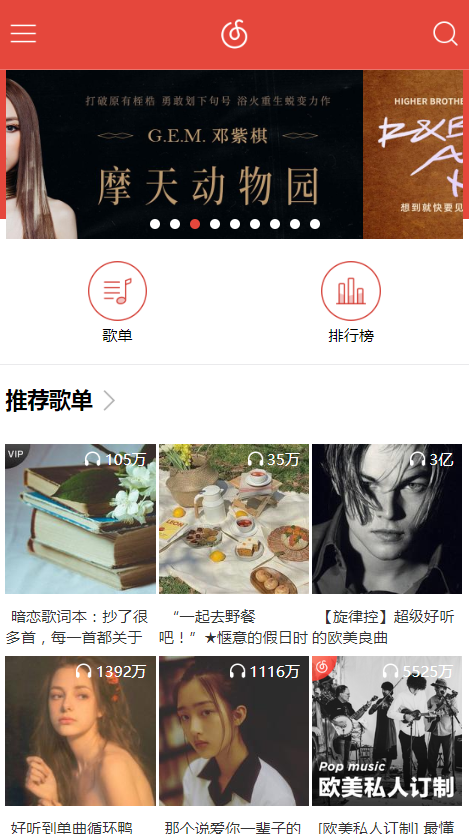 打破原有桎梏 勇敢划下句号 浴火重生蜕变力作
G.E.M. 邓紫棋
摩天动物园
HIGHER BROTHE
R&B
A
想到就快要见
歌单
排行榜
推荐歌单
VIP
105万
35万
3亿
暗恋歌词本：抄了很
多首，每一首都关于
“一起去野餐
吧！”★惬意的假日时
【旋律控】超级好听
的欧美良曲
1392万
1116万
5525万
Pop music
欧美私人订制
好听到单曲循环鸭
那个说爱你一辈子的
[欧美私人订制] 最懂